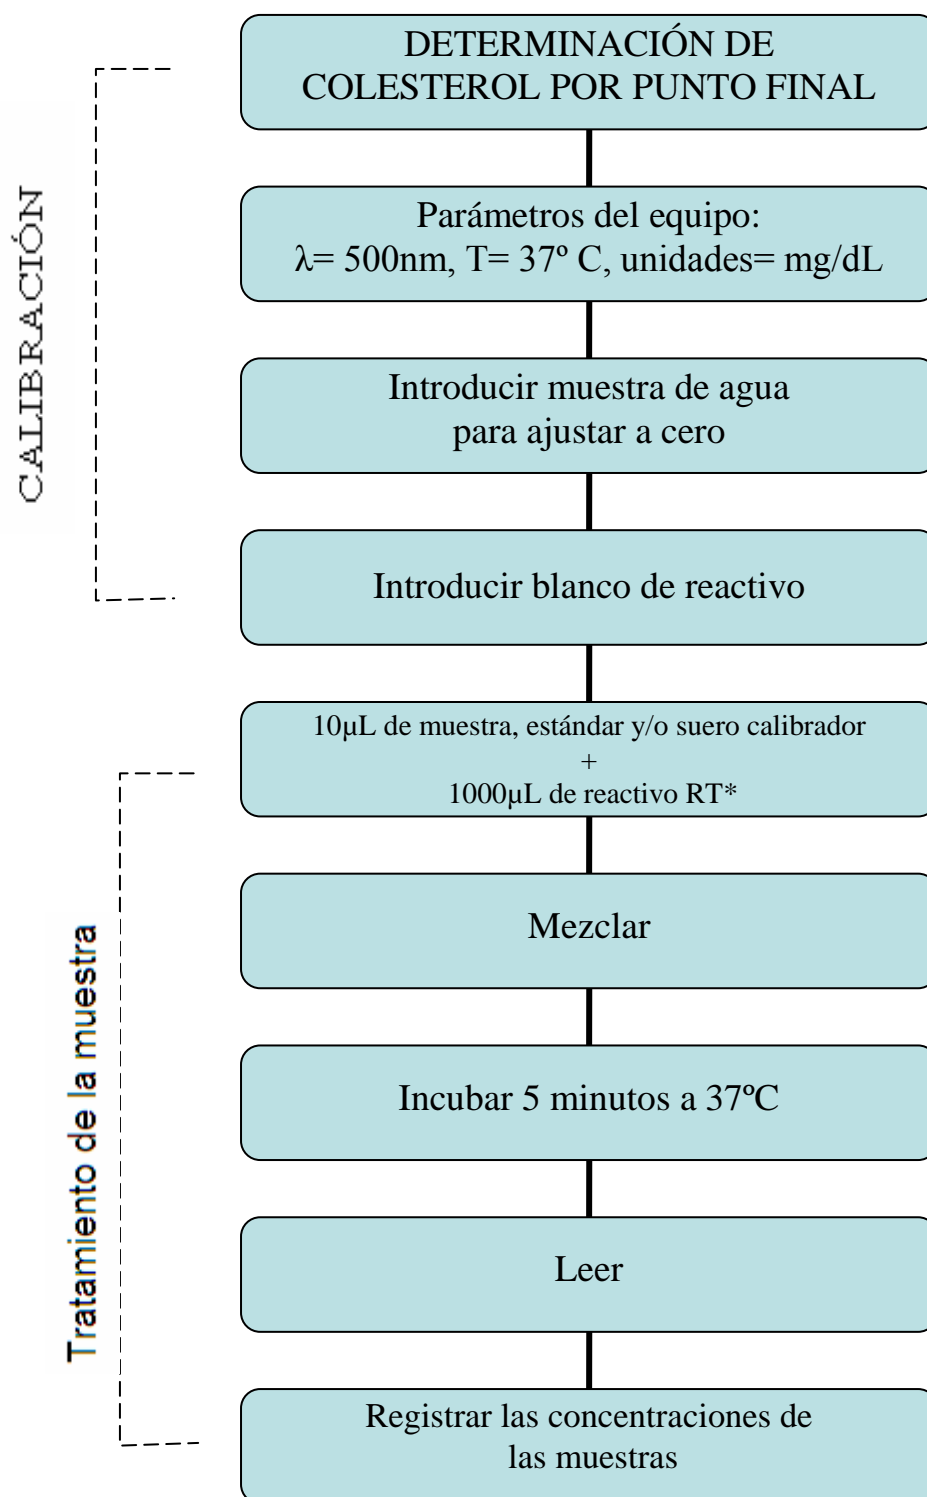 CALIBRACIÓN
DETERMINACIÓN DE
COLESTEROL POR PUNTO FINAL
Parámetros del equipo:
λ= 500nm, T= 37º C, unidades= mg/dL
Introducir muestra de agua
para ajustar a cero
Introducir blanco de reactivo
Tratamiento de la muestra
10µL de muestra, estándar y/o suero calibrador
+
1000µL de reactivo RT*
Mezclar
Incubar 5 minutos a 37ºC
Leer
Registrar las concentraciones de
las muestras